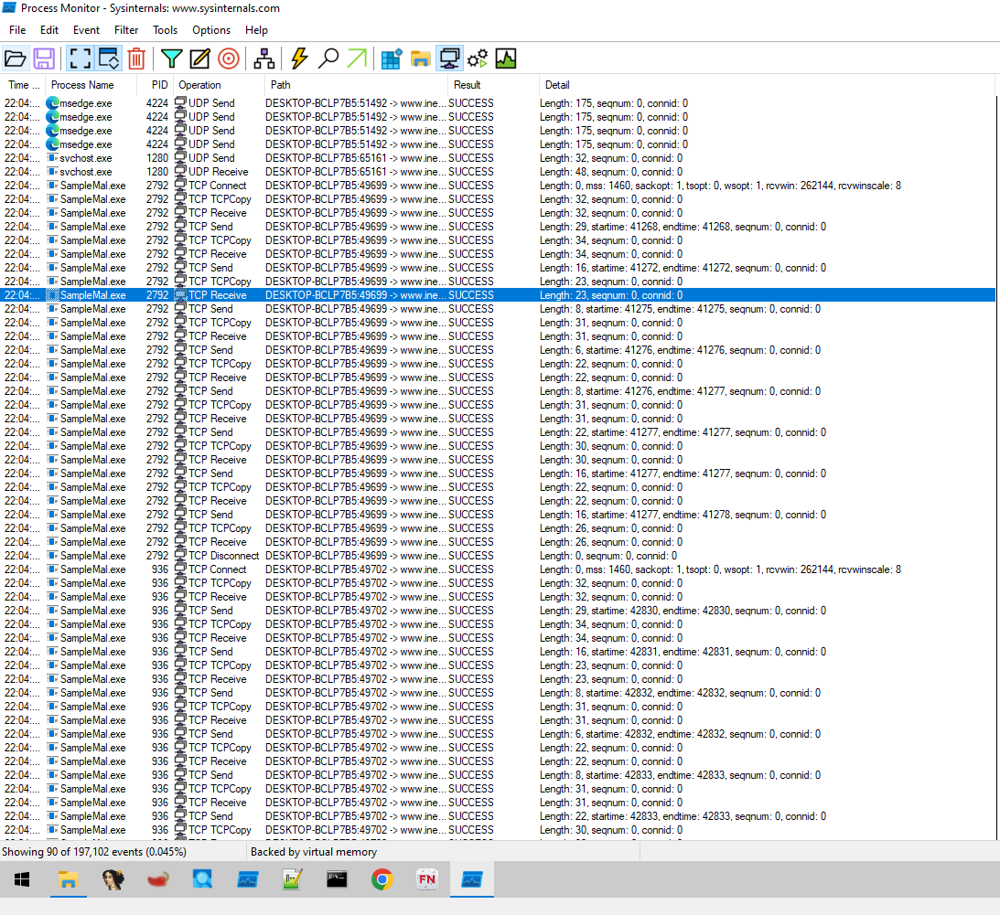 Process Monitor - Sysinternals: www.sysinternals.com
File Edit Event Filter Tools Options Help
Time ... Process Name PID Operation Path Result Detail
22:04:... msedge.exe 4224 UDP Send DESKTOP-BCLP7B5:51492 -> www.ine... SUCCESS Length: 175, seqnum: 0, connid: 0
22:04:... msedge.exe 4224 UDP Send DESKTOP-BCLP7B5:51492 -> www.ine... SUCCESS Length: 175, seqnum: 0, connid: 0
22:04:... msedge.exe 4224 UDP Send DESKTOP-BCLP7B5:51492 -> www.ine... SUCCESS Length: 175, seqnum: 0, connid: 0
22:04:... msedge.exe 4224 UDP Send DESKTOP-BCLP7B5:51492 -> www.ine... SUCCESS Length: 175, seqnum: 0, connid: 0
22:04:... svchost.exe 1280 UDP Send DESKTOP-BCLP7B5:65161 -> www.ine... SUCCESS Length: 32, seqnum: 0, connid: 0
22:04:... svchost.exe 1280 UDP Receive DESKTOP-BCLP7B5:65161 -> www.ine... SUCCESS Length: 48, seqnum: 0, connid: 0
22:04:... SampleMal.exe 2792 TCP Connect DESKTOP-BCLP7B5:49699 -> www.ine... SUCCESS Length: 0, mss: 1460, sackopt: 1, tsopt: 0, wsopt: 1, rcvwin: 262144, rcvwinscale: 8
22:04:... SampleMal.exe 2792 TCP TCPCopy DESKTOP-BCLP7B5:49699 -> www.ine... SUCCESS Length: 32, seqnum: 0, connid: 0
22:04:... SampleMal.exe 2792 TCP Receive DESKTOP-BCLP7B5:49699 -> www.ine... SUCCESS Length: 32, seqnum: 0, connid: 0
22:04:... SampleMal.exe 2792 TCP Send DESKTOP-BCLP7B5:49699 -> www.ine... SUCCESS Length: 29, startime: 41268, endtime: 41268, seqnum: 0, connid: 0
22:04:... SampleMal.exe 2792 TCP TCPCopy DESKTOP-BCLP7B5:49699 -> www.ine... SUCCESS Length: 34, seqnum: 0, connid: 0
22:04:... SampleMal.exe 2792 TCP Receive DESKTOP-BCLP7B5:49699 -> www.ine... SUCCESS Length: 34, seqnum: 0, connid: 0
22:04:... SampleMal.exe 2792 TCP Send DESKTOP-BCLP7B5:49699 -> www.ine... SUCCESS Length: 16, startime: 41272, endtime: 41272, seqnum: 0, connid: 0
22:04:... SampleMal.exe 2792 TCP TCPCopy DESKTOP-BCLP7B5:49699 -> www.ine... SUCCESS Length: 23, seqnum: 0, connid: 0
22:04:... SampleMal.exe 2792 TCP Receive DESKTOP-BCLP7B5:49699 -> www.ine... SUCCESS Length: 23, seqnum: 0, connid: 0
22:04:... SampleMal.exe 2792 TCP Send DESKTOP-BCLP7B5:49699 -> www.ine... SUCCESS Length: 8, startime: 41275, endtime: 41275, seqnum: 0, connid: 0
22:04:... SampleMal.exe 2792 TCP TCPCopy DESKTOP-BCLP7B5:49699 -> www.ine... SUCCESS Length: 31, seqnum: 0, connid: 0
22:04:... SampleMal.exe 2792 TCP Receive DESKTOP-BCLP7B5:49699 -> www.ine... SUCCESS Length: 31, seqnum: 0, connid: 0
22:04:... SampleMal.exe 2792 TCP Send DESKTOP-BCLP7B5:49699 -> www.ine... SUCCESS Length: 6, startime: 41276, endtime: 41276, seqnum: 0, connid: 0
22:04:... SampleMal.exe 2792 TCP TCPCopy DESKTOP-BCLP7B5:49699 -> www.ine... SUCCESS Length: 22, seqnum: 0, connid: 0
22:04:... SampleMal.exe 2792 TCP Receive DESKTOP-BCLP7B5:49699 -> www.ine... SUCCESS Length: 22, seqnum: 0, connid: 0
22:04:... SampleMal.exe 2792 TCP Send DESKTOP-BCLP7B5:49699 -> www.ine... SUCCESS Length: 8, startime: 41276, endtime: 41277, seqnum: 0, connid: 0
22:04:... SampleMal.exe 2792 TCP TCPCopy DESKTOP-BCLP7B5:49699 -> www.ine... SUCCESS Length: 31, seqnum: 0, connid: 0
22:04:... SampleMal.exe 2792 TCP Receive DESKTOP-BCLP7B5:49699 -> www.ine... SUCCESS Length: 31, seqnum: 0, connid: 0
22:04:... SampleMal.exe 2792 TCP Send DESKTOP-BCLP7B5:49699 -> www.ine... SUCCESS Length: 22, startime: 41277, endtime: 41277, seqnum: 0, connid: 0
22:04:... SampleMal.exe 2792 TCP TCPCopy DESKTOP-BCLP7B5:49699 -> www.ine... SUCCESS Length: 30, seqnum: 0, connid: 0
22:04:... SampleMal.exe 2792 TCP Receive DESKTOP-BCLP7B5:49699 -> www.ine... SUCCESS Length: 30, seqnum: 0, connid: 0
22:04:... SampleMal.exe 2792 TCP Send DESKTOP-BCLP7B5:49699 -> www.ine... SUCCESS Length: 16, startime: 41277, endtime: 41277, seqnum: 0, connid: 0
22:04:... SampleMal.exe 2792 TCP TCPCopy DESKTOP-BCLP7B5:49699 -> www.ine... SUCCESS Length: 22, seqnum: 0, connid: 0
22:04:... SampleMal.exe 2792 TCP Receive DESKTOP-BCLP7B5:49699 -> www.ine... SUCCESS Length: 22, seqnum: 0, connid: 0
22:04:... SampleMal.exe 2792 TCP Send DESKTOP-BCLP7B5:49699 -> www.ine... SUCCESS Length: 16, startime: 41277, endtime: 41278, seqnum: 0, connid: 0
22:04:... SampleMal.exe 2792 TCP TCPCopy DESKTOP-BCLP7B5:49699 -> www.ine... SUCCESS Length: 26, seqnum: 0, connid: 0
22:04:... SampleMal.exe 2792 TCP Receive DESKTOP-BCLP7B5:49699 -> www.ine... SUCCESS Length: 26, seqnum: 0, connid: 0
22:04:... SampleMal.exe 2792 TCP Disconnect DESKTOP-BCLP7B5:49699 -> www.ine... SUCCESS Length: 0, seqnum: 0, connid: 0
22:04:... SampleMal.exe 936 TCP Connect DESKTOP-BCLP7B5:49702 -> www.ine... SUCCESS Length: 0, mss: 1460, sackopt: 1, tsopt: 0, wsopt: 1, rcvwin: 262144, rcvwinscale: 8
22:04:... SampleMal.exe 936 TCP TCPCopy DESKTOP-BCLP7B5:49702 -> www.ine... SUCCESS Length: 32, seqnum: 0, connid: 0
22:04:... SampleMal.exe 936 TCP Receive DESKTOP-BCLP7B5:49702 -> www.ine... SUCCESS Length: 32, seqnum: 0, connid: 0
22:04:... SampleMal.exe 936 TCP Send DESKTOP-BCLP7B5:49702 -> www.ine... SUCCESS Length: 29, startime: 42830, endtime: 42830, seqnum: 0, connid: 0
22:04:... SampleMal.exe 936 TCP TCPCopy DESKTOP-BCLP7B5:49702 -> www.ine... SUCCESS Length: 34, seqnum: 0, connid: 0
22:04:... SampleMal.exe 936 TCP Receive DESKTOP-BCLP7B5:49702 -> www.ine... SUCCESS Length: 34, seqnum: 0, connid: 0
22:04:... SampleMal.exe 936 TCP Send DESKTOP-BCLP7B5:49702 -> www.ine... SUCCESS Length: 16, startime: 42831, endtime: 42831, seqnum: 0, connid: 0
22:04:... SampleMal.exe 936 TCP TCPCopy DESKTOP-BCLP7B5:49702 -> www.ine... SUCCESS Length: 23, seqnum: 0, connid: 0
22:04:... SampleMal.exe 936 TCP Receive DESKTOP-BCLP7B5:49702 -> www.ine... SUCCESS Length: 23, seqnum: 0, connid: 0
22:04:... SampleMal.exe 936 TCP Send DESKTOP-BCLP7B5:49702 -> www.ine... SUCCESS Length: 8, startime: 42832, endtime: 42832, seqnum: 0, connid: 0
22:04:... SampleMal.exe 936 TCP TCPCopy DESKTOP-BCLP7B5:49702 -> www.ine... SUCCESS Length: 31, seqnum: 0, connid: 0
22:04:... SampleMal.exe 936 TCP Receive DESKTOP-BCLP7B5:49702 -> www.ine... SUCCESS Length: 31, seqnum: 0, connid: 0
22:04:... SampleMal.exe 936 TCP Send DESKTOP-BCLP7B5:49702 -> www.ine... SUCCESS Length: 6, startime: 42832, endtime: 42832, seqnum: 0, connid: 0
22:04:... SampleMal.exe 936 TCP TCPCopy DESKTOP-BCLP7B5:49702 -> www.ine... SUCCESS Length: 22, seqnum: 0, connid: 0
22:04:... SampleMal.exe 936 TCP Receive DESKTOP-BCLP7B5:49702 -> www.ine... SUCCESS Length: 22, seqnum: 0, connid: 0
22:04:... SampleMal.exe 936 TCP Send DESKTOP-BCLP7B5:49702 -> www.ine... SUCCESS Length: 8, startime: 42833, endtime: 42833, seqnum: 0, connid: 0
22:04:... SampleMal.exe 936 TCP TCPCopy DESKTOP-BCLP7B5:49702 -> www.ine... SUCCESS Length: 31, seqnum: 0, connid: 0
22:04:... SampleMal.exe 936 TCP Receive DESKTOP-BCLP7B5:49702 -> www.ine... SUCCESS Length: 31, seqnum: 0, connid: 0
22:04:... SampleMal.exe 936 TCP Send DESKTOP-BCLP7B5:49702 -> www.ine... SUCCESS Length: 22, startime: 42833, endtime: 42833, seqnum: 0, connid: 0
22:04:... SampleMal.exe 936 TCP TCPCopy DESKTOP-BCLP7B5:49702 -> www.ine... SUCCESS Length: 30, seqnum: 0, connid: 0
Showing 90 of 197,102 events (0.045%) Backed by virtual memory
FN